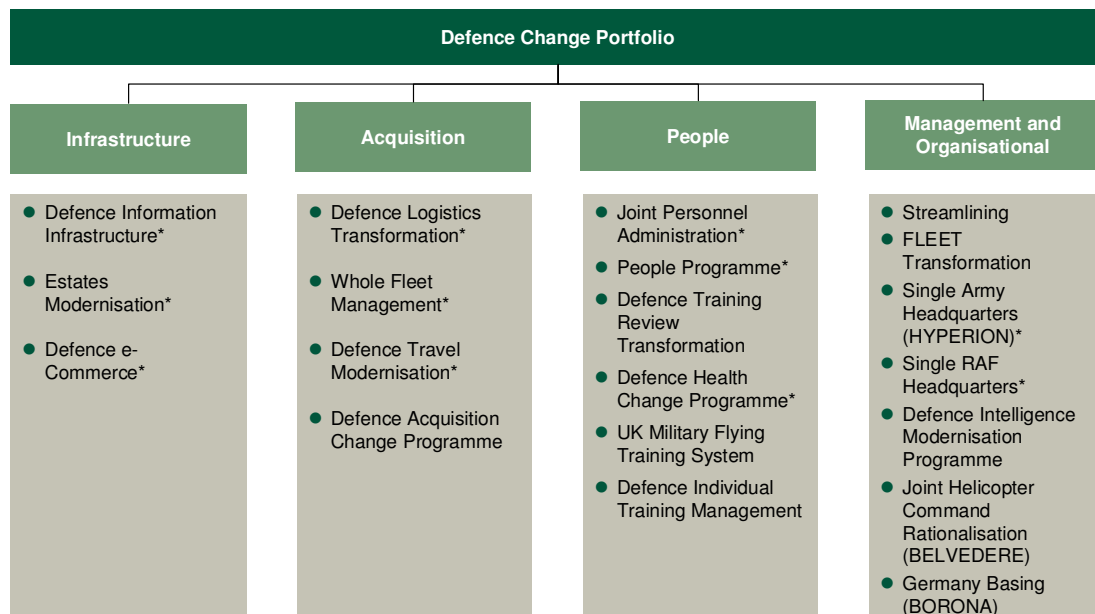 Defence Change Portfolio
Infrastructure
Acquisition
People
Management and
Organisational
Defence Information
Infrastructure*
Estates
Modernisation*
Defence e-
Commerce*
Defence Logistics
Transformation*
Whole Fleet
Management*
Defence Travel
Modernisation*
Defence Acquisition
Change Programme
Joint Personnel
Administration*
People Programme*
Defence Training
Review
Transformation
Defence Health
Change Programme*
UK Military Flying
Training System
Defence Individual
Training Management
Streamlining
FLEET
Transformation
Single Army
Headquarters
(HYPERION)*
Single RAF
Headquarters*
Defence Intelligence
Modernisation
Programme
Joint Helicopter
Command
Rationalisation
(BELVEDERE)
Germany Basing
(BORONA)